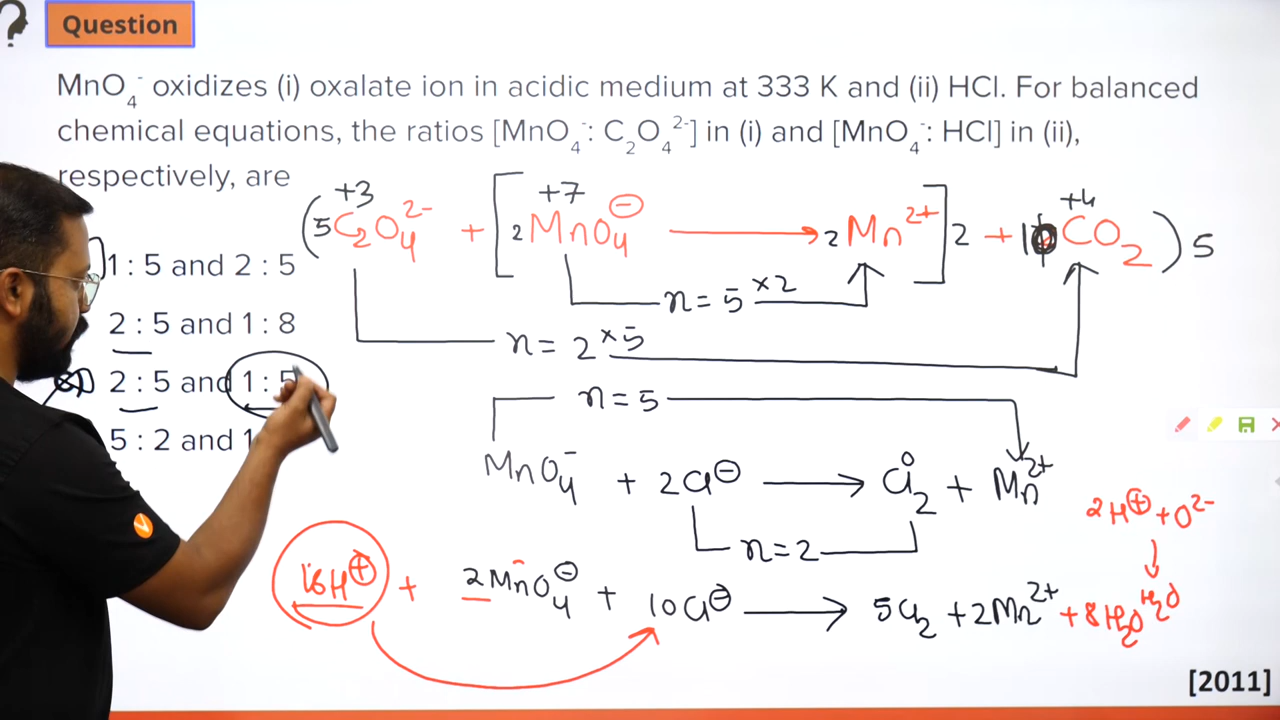 ?
Question
MnO₄⁻ oxidizes (i) oxalate ion in acidic medium at 333 K and (ii) HCl. For balanced
chemical equations, the ratios [MnO₄⁻: C₂O₄²⁻] in (i) and [MnO₄⁻: HCl] in (ii),
respectively, are
+3 +7 +4
(5C₂O₄²⁻ + [2MnO₄⊖ → 2Mn²⁺]2 + 10CO₂)5
1 : 5 and 2 : 5
n = 5 ×2
2 : 5 and 1 : 8
n = 2 ×5
2 : 5 and 1 : 5
n = 5
5 : 2 and 1
MnO₄⁻ + 2Cl⊖ → Cl₂⁰ + Mn²⁺
2H⊕ + O²⁻
↓
H₂O
n = 2
16H⊕ + 2MnO₄⊖ + 10Cl⊖ → 5Cl₂ + 2Mn²⁺ + 8H₂O
[2011]